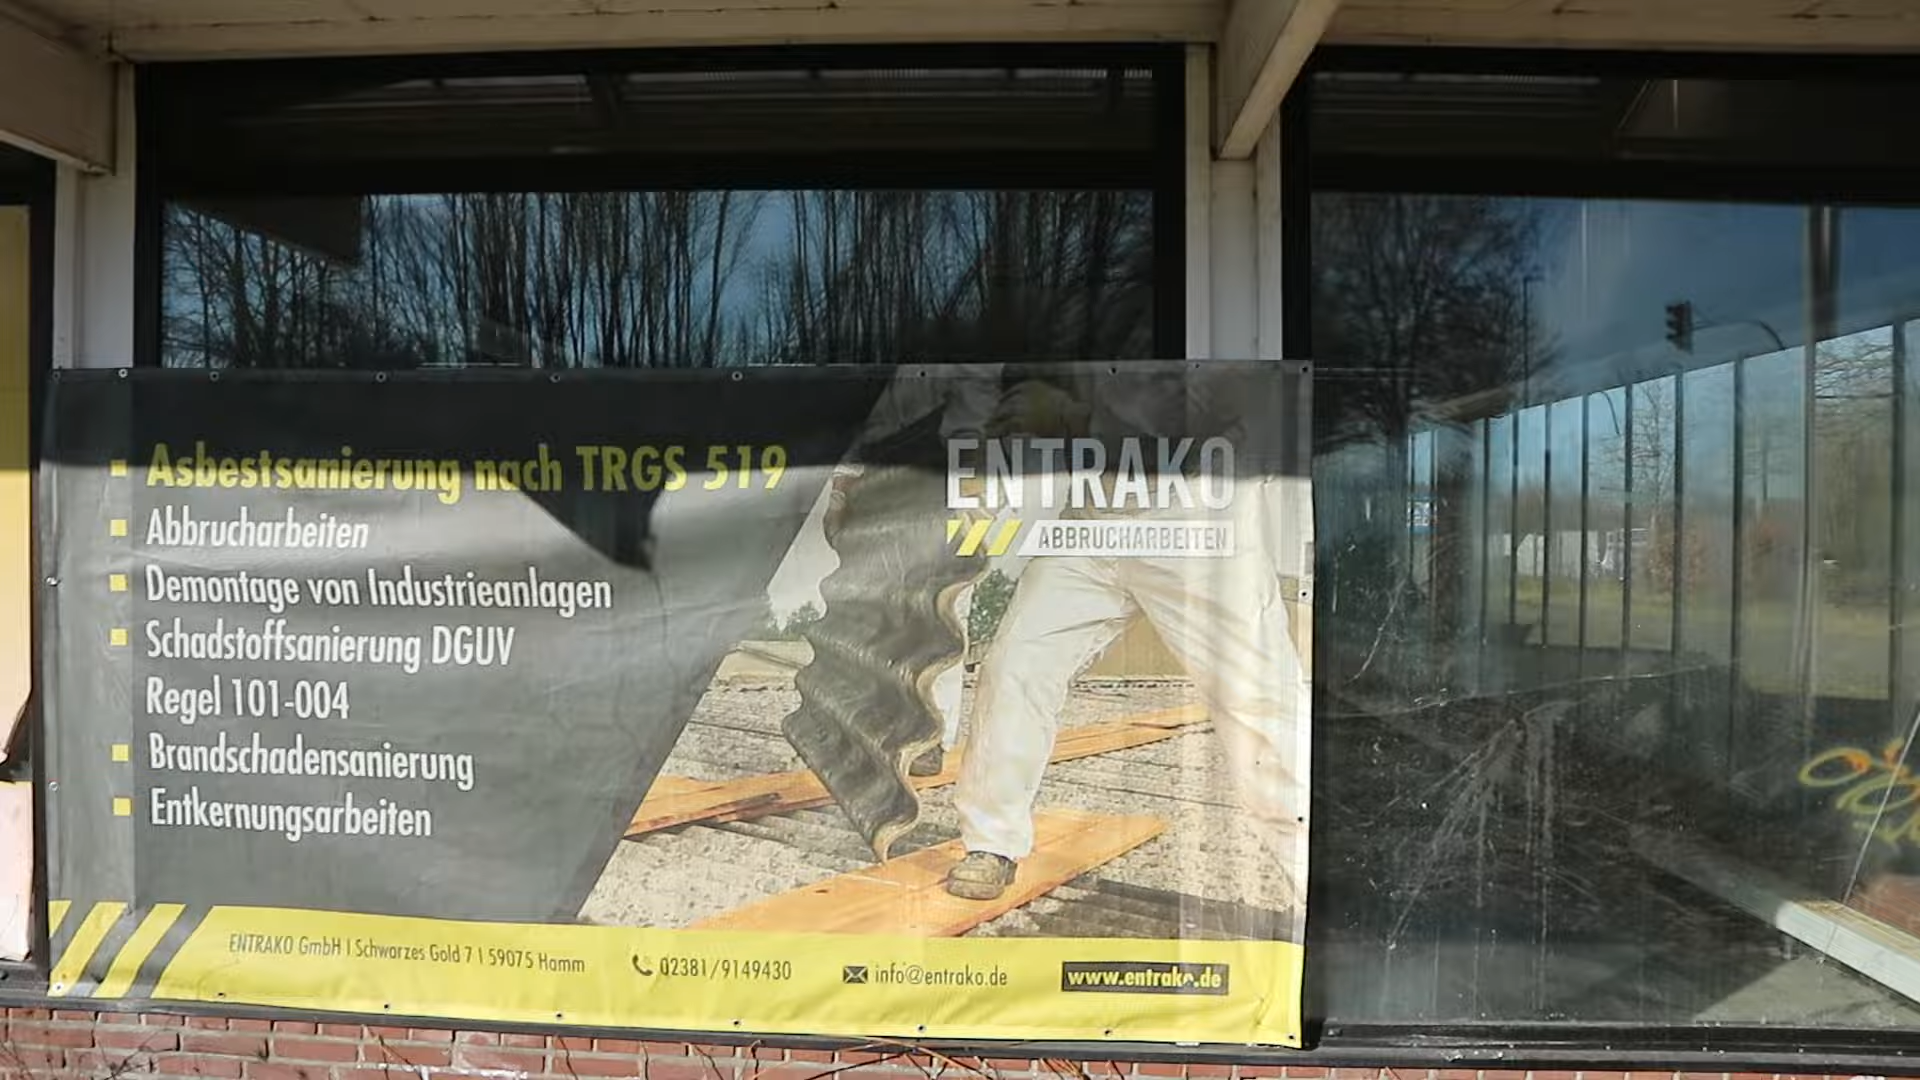 Asbestsanierung nach TRGS 519
Abbrucharbeiten
Demontage von Industrieanlagen
Schadstoffsanierung DGUV
Regel 101-004
Brandschadensanierung
Entkernungsarbeiten
ENTRAKO
ABBRUCHARBEITEN
ENTRAKO GmbH | Schwarzes Gold 7 | 59075 Hamm
02381/9149430
info@entrako.de
www.entrako.de